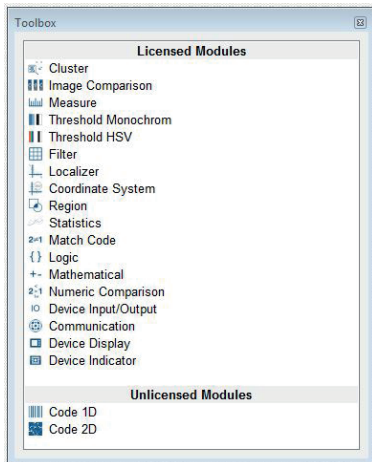 Toolbox
Licensed Modules
Cluster
Image Comparison
Measure
Threshold Monochrom
Threshold HSV
Filter
Localizer
Coordinate System
Region
Statistics
2≠1 Match Code
{ } Logic
+- Mathematical
Numeric Comparison
IO Device Input/Output
Communication
Device Display
Device Indicator
Unlicensed Modules
Code 1D
Code 2D